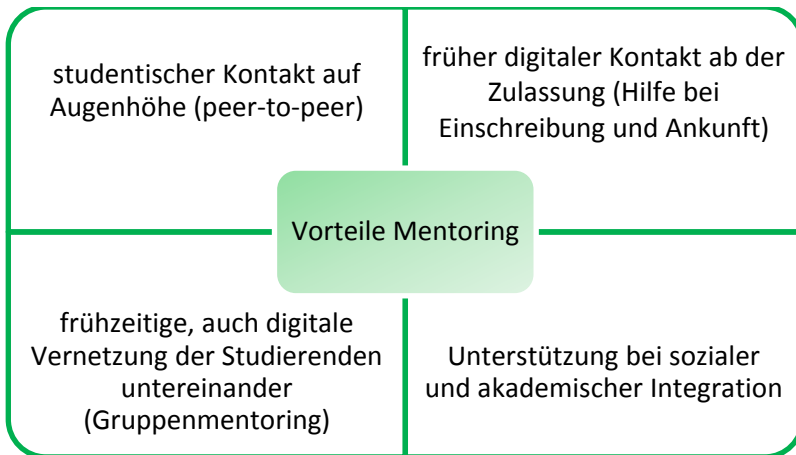 studentischer Kontakt auf
Augenhöhe (peer-to-peer)
früher digitaler Kontakt ab der
Zulassung (Hilfe bei
Einschreibung und Ankunft)
Vorteile Mentoring
frühzeitige, auch digitale
Vernetzung der Studierenden
untereinander
(Gruppenmentoring)
Unterstützung bei sozialer
und akademischer Integration